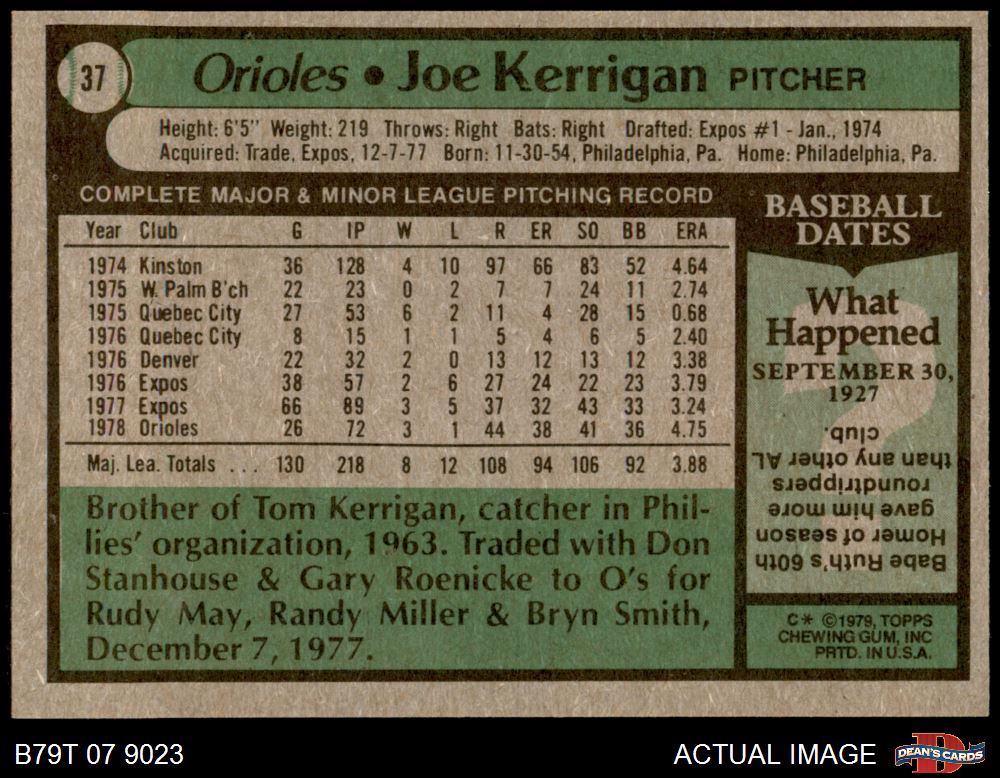 37
Orioles • Joe Kerrigan PITCHER
Height: 6'5" Weight: 219 Throws: Right Bats: Right Drafted: Expos #1 - Jan., 1974
Acquired: Trade, Expos, 12-7-77 Born: 11-30-54, Philadelphia, Pa. Home: Philadelphia, Pa.
COMPLETE MAJOR & MINOR LEAGUE PITCHING RECORD
Year Club G IP W L R ER SO BB ERA
1974 Kinston 36 128 4 10 97 66 83 52 4.64
1975 W. Palm B'ch 22 23 0 2 7 7 24 11 2.74
1975 Quebec City 27 53 6 2 11 4 28 15 0.68
1976 Quebec City 8 15 1 1 5 4 6 5 2.40
1976 Denver 22 32 2 0 13 12 13 12 3.38
1976 Expos 38 57 2 6 27 24 22 23 3.79
1977 Expos 66 89 3 5 37 32 43 33 3.24
1978 Orioles 26 72 3 1 44 38 41 36 4.75
Maj. Lea. Totals ... 130 218 8 12 108 94 106 92 3.88
Brother of Tom Kerrigan, catcher in Phil-
lies' organization, 1963. Traded with Don
Stanhouse & Gary Roenicke to O's for
Rudy May, Randy Miller & Bryn Smith,
December 7, 1977.
BASEBALL
DATES
What
Happened
SEPTEMBER 30,
1927
Babe Ruth's 60th
Homer of season
gave him more
roundtrippers
than any other AL
club.
C* ©1979, TOPPS
CHEWING GUM, INC
PRTD. IN U.S.A.
B79T 07 9023
ACTUAL IMAGE
DEAN'S CARDS